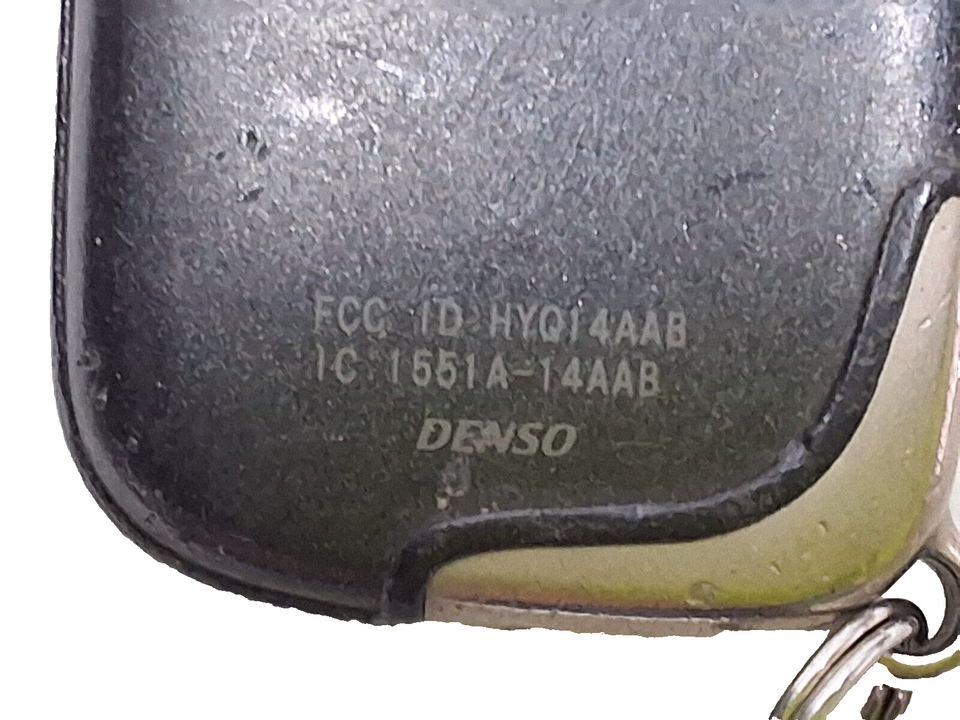 FCC ID HYQ14AAB
IC 1551A-14AAB
DENSO